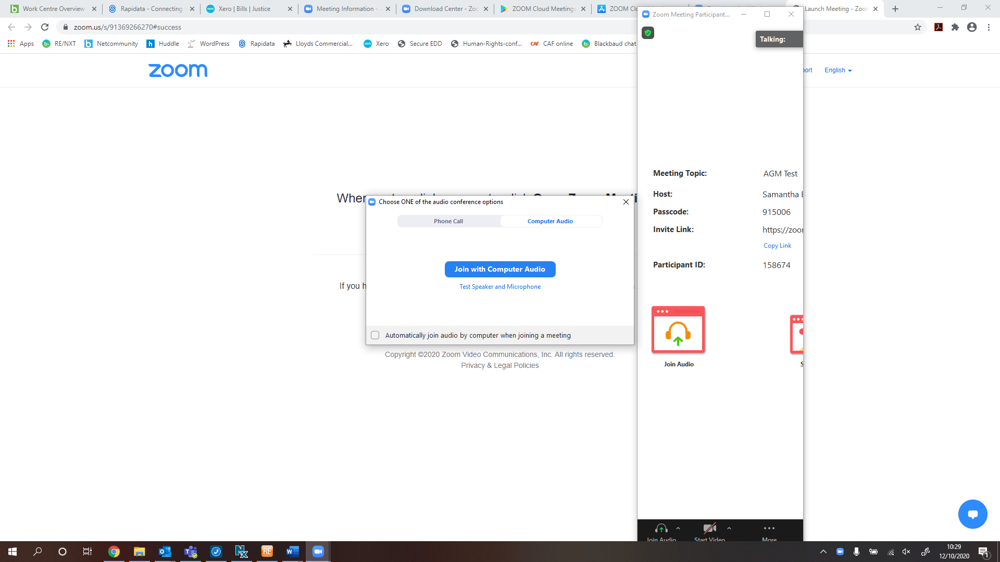 Work Centre Overview
Rapidata - Connecting
Xero | Bills | Justice
Meeting Information -
Download Center - Zoo
ZOOM Cloud Meetings
ZOOM Clo
Launch Meeting - Zoom
Zoom Meeting Participant...
zoom.us/s/91369266270#success
Talking:
Apps
RE/NXT
Netcommunity
Huddle
WordPress
Rapidata
Lloyds Commercial...
Xero
Secure EDD
Human-Rights-conf...
CAF CAF online
Blackbaud chat
zoom
English
Meeting Topic: AGM Test
Host: Samantha
Passcode: 915006
Invite Link: https://zoo
Copy Link
Participant ID: 158674
Join Audio
Choose ONE of the audio conference options
Phone Call
Computer Audio
Join with Computer Audio
Test Speaker and Microphone
Automatically join audio by computer when joining a meeting
If you h
Copyright ©2020 Zoom Video Communications, Inc. All rights reserved.
Privacy & Legal Policies
Join Audio
Start Video
More
10:29
12/10/2020
1